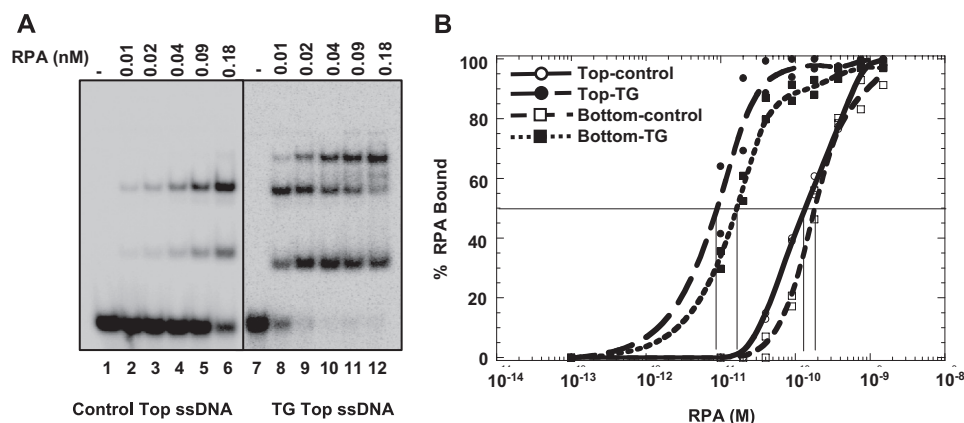 A
RPA (nM)
- 0.01 0.02 0.04 0.09 0.18 - 0.01 0.02 0.04 0.09 0.18
1 2 3 4 5 6 7 8 9 10 11 12
Control Top ssDNA
TG Top ssDNA
B
% RPA Bound
100
80
60
40
20
0
Top-control
Top-TG
Bottom-control
Bottom-TG
10-14 10-13 10-12 10-11 10-10 10-9 10-8
RPA (M)